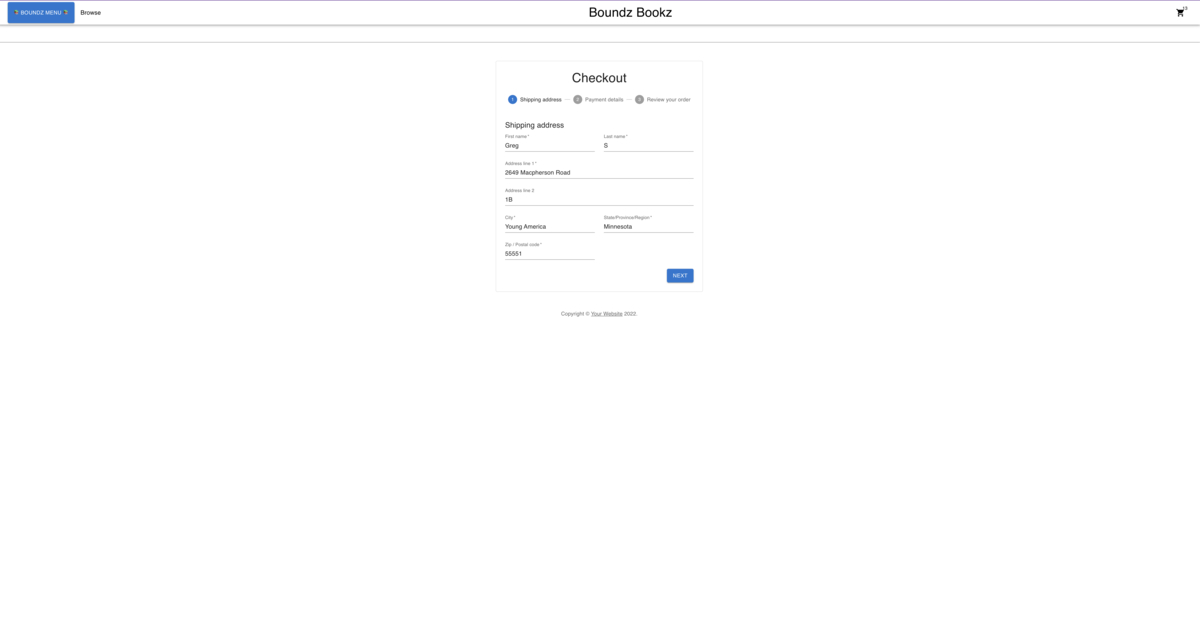 BOUNDZ MENU
Browse
Boundz Bookz
Checkout
1 Shipping address 2 Payment details 3 Review your order
Shipping address
First name * Last name *
Greg S
Address line 1 *
2649 Macpherson Road
Address line 2
1B
City * State/Province/Region *
Young America Minnesota
Zip / Postal code *
55551
NEXT
Copyright © Your Website 2022.